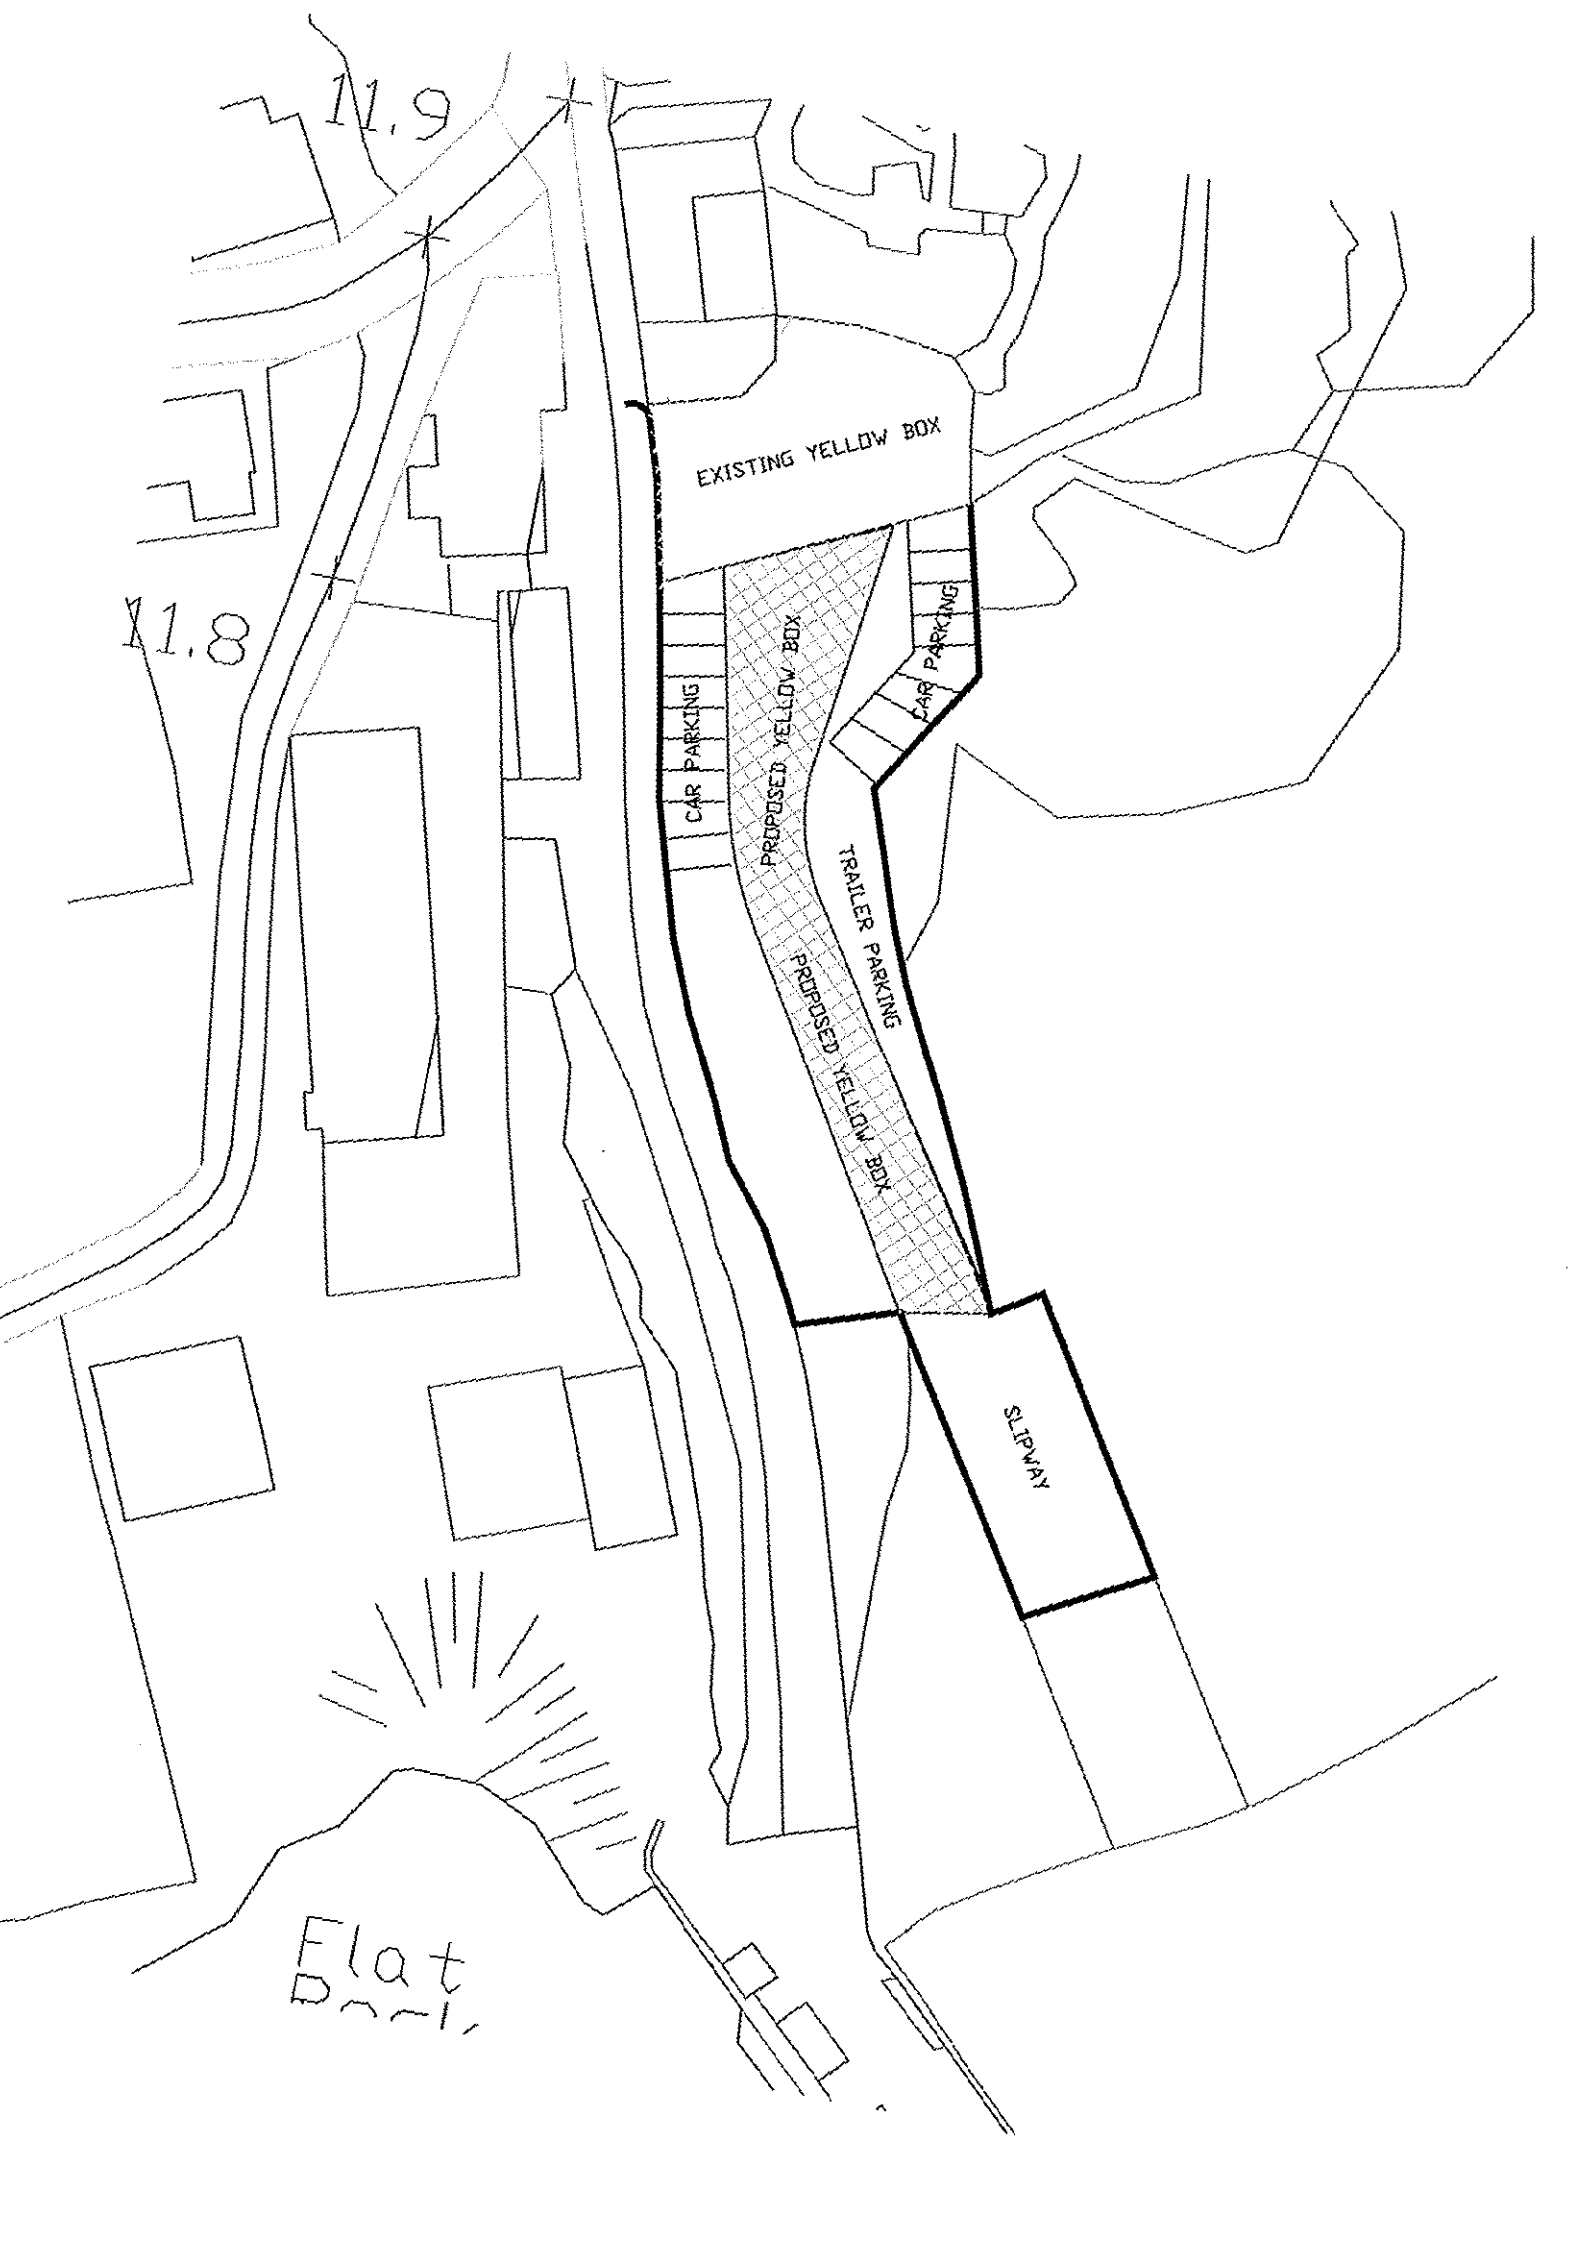 11.9
EXISTING YELLOW BOX
11.8
CAR PARKING
PROPOSED YELLOW BOX
CAR PARKING
TRAILER PARKING
PROPOSED YELLOW BOX
SLIPWAY
Flat